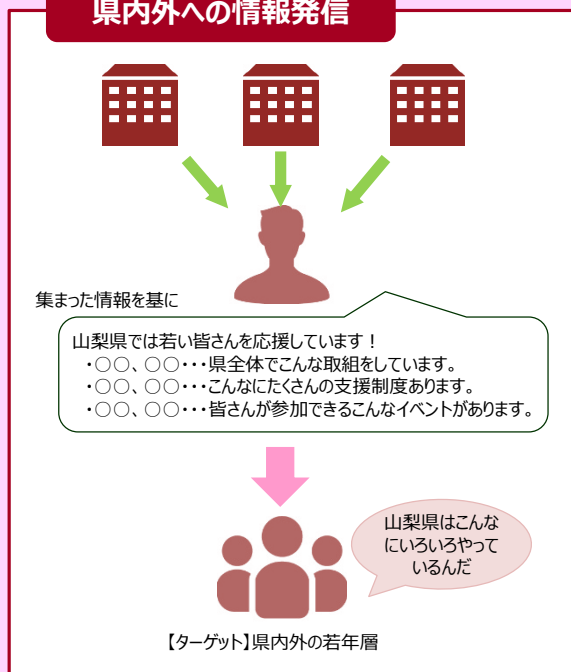 県内外への情報発信
集まった情報を基に
山梨県では若い皆さんを応援しています！
・○○、○○・・・県全体でこんな取組をしています。
・○○、○○・・・こんなにたくさんの支援制度あります。
・○○、○○・・・皆さんが参加できるこんなイベントがあります。
山梨県はこんな
にいろいろやって
いるんだ
【ターゲット】県内外の若年層